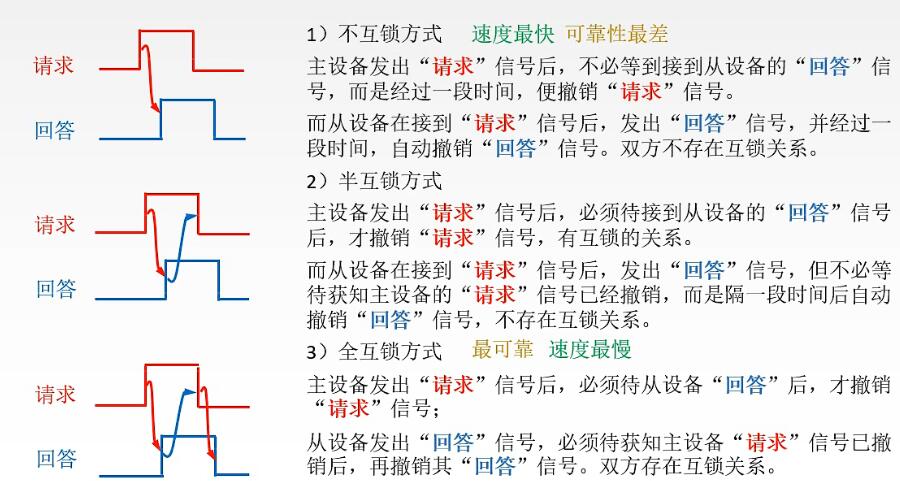 1）不互锁方式 速度最快 可靠性最差
请求
主设备发出“请求”信号后，不必等到接到从设备的“回答”信
号，而是经过一段时间，便撤销“请求”信号。
回答
而从设备在接到“请求”信号后，发出“回答”信号，并经过一
段时间，自动撤销“回答”信号。双方不存在互锁关系。
2）半互锁方式
请求
主设备发出“请求”信号后，必须待接到从设备的“回答”信号
后，才撤销“请求”信号，有互锁的关系。
回答
而从设备在接到“请求”信号后，发出“回答”信号，但不必等
待获知主设备的“请求”信号已经撤销，而是隔一段时间后自动
撤销“回答”信号，不存在互锁关系。
3）全互锁方式 最可靠 速度最慢
请求
主设备发出“请求”信号后，必须待从设备“回答”后，才撤销
“请求”信号；
回答
从设备发出“回答”信号，必须待获知主设备“请求”信号已撤
销后，再撤销其“回答”信号。双方存在互锁关系。